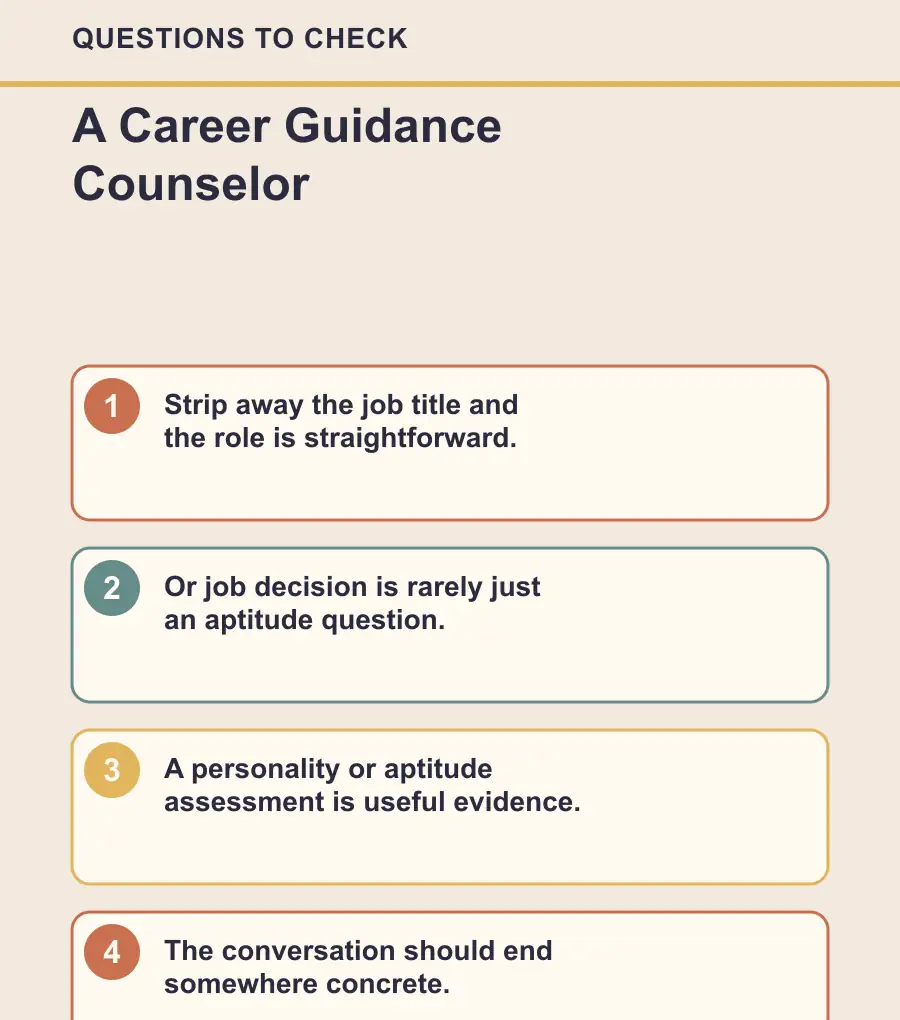 QUESTIONS TO CHECK
A Career Guidance
Counselor
1
Strip away the job title and
the role is straightforward.
2
Or job decision is rarely just
an aptitude question.
3
A personality or aptitude
assessment is useful evidence.
4
The conversation should end
somewhere concrete.